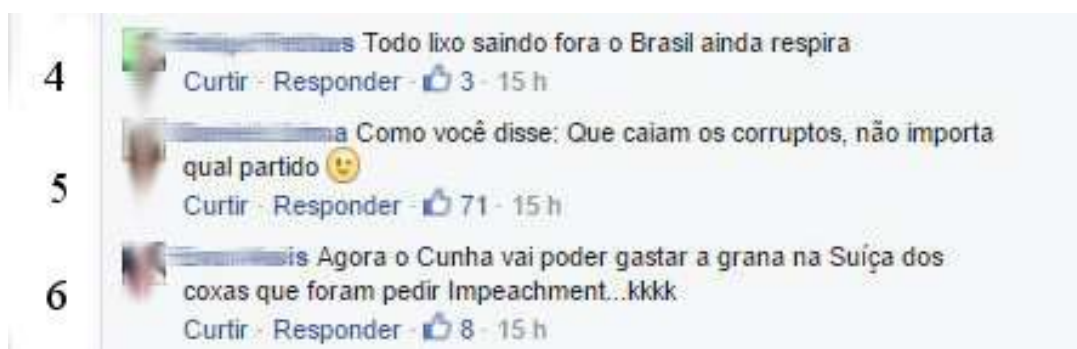 4
Todo lixo saindo fora o Brasil ainda respira
Curtir · Responder · 3 · 15 h
Como você disse: Que caiam os corruptos, não importa
qual partido
5
Curtir · Responder · 71 · 15 h
Agora o Cunha vai poder gastar a grana na Suíça dos
coxas que foram pedir Impeachment...kkkk
6
Curtir · Responder · 8 · 15 h